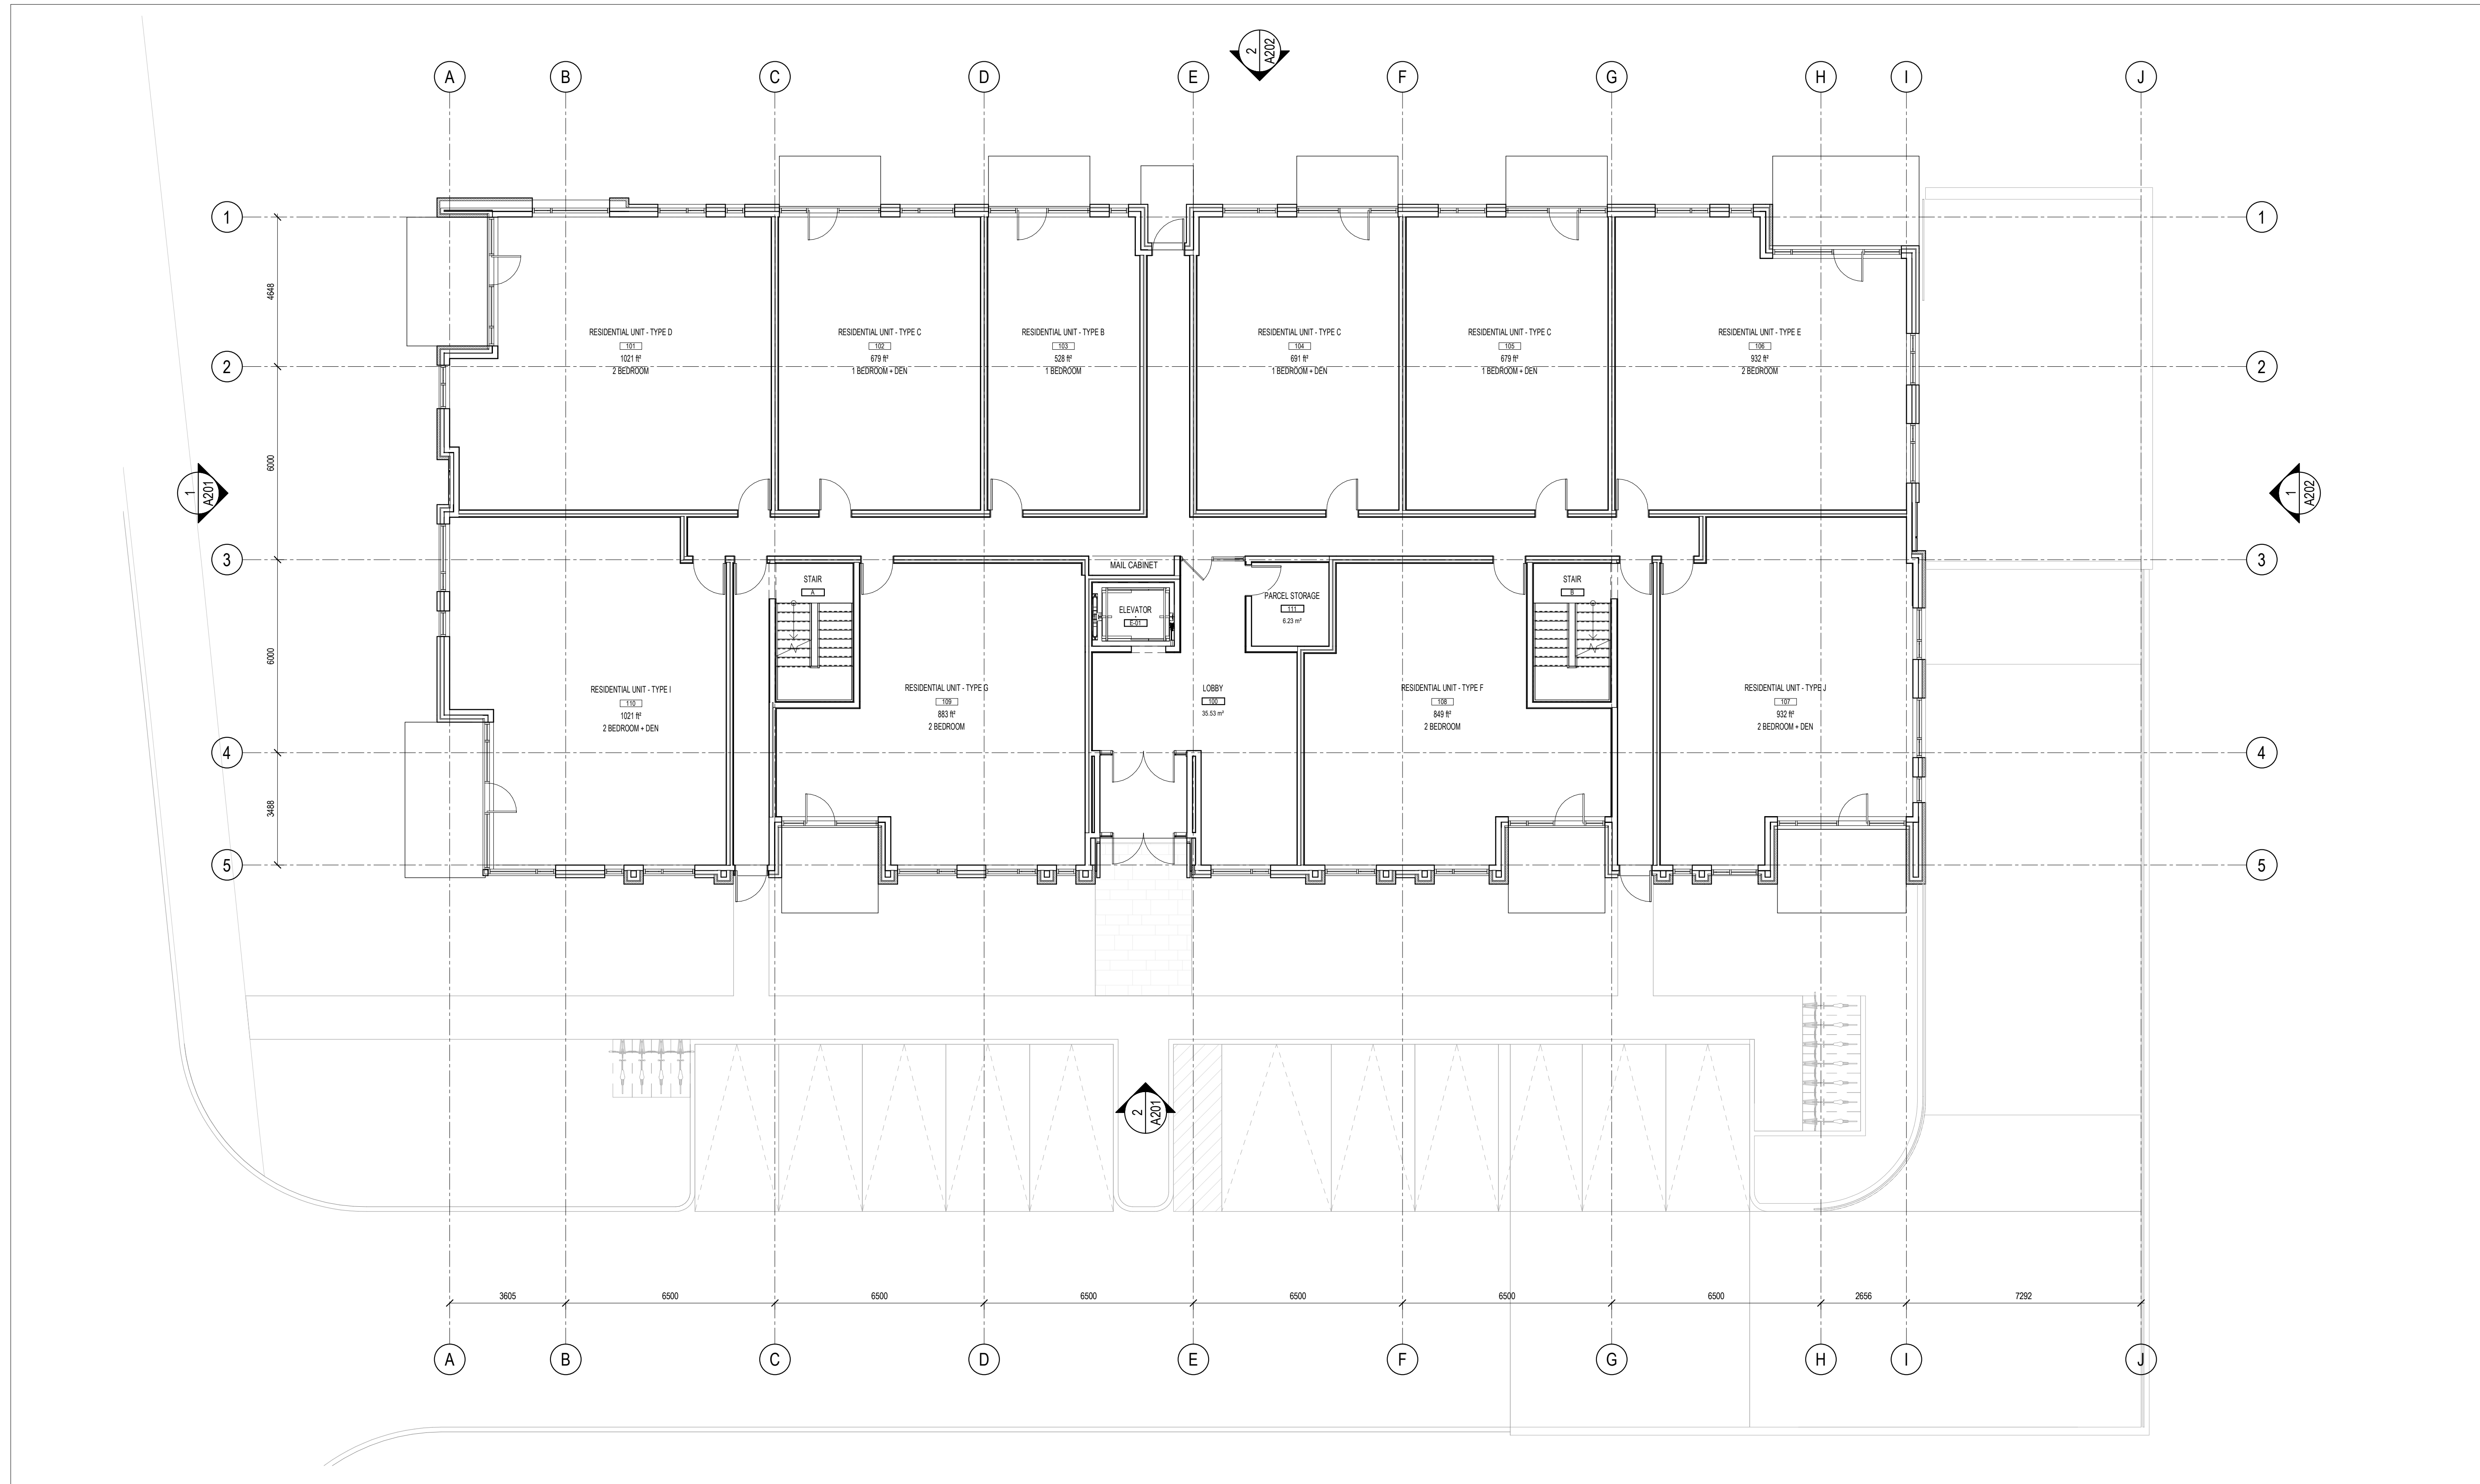 2
A202
A B C D E F G H I J
1 1
4648
RESIDENTIAL UNIT - TYPE D
101
1021 ft²
2 BEDROOM
RESIDENTIAL UNIT - TYPE C
102
679 ft²
1 BEDROOM + DEN
RESIDENTIAL UNIT - TYPE B
103
528 ft²
1 BEDROOM
RESIDENTIAL UNIT - TYPE C
104
691 ft²
1 BEDROOM + DEN
RESIDENTIAL UNIT - TYPE C
105
679 ft²
1 BEDROOM + DEN
RESIDENTIAL UNIT - TYPE E
106
932 ft²
2 BEDROOM
2 2
6000
1
A201
1
A202
3 3
MAIL CABINET
STAIR
A
ELEVATOR
E-01
PARCEL STORAGE
111
6.23 m²
STAIR
B
6000
RESIDENTIAL UNIT - TYPE I
110
1021 ft²
2 BEDROOM + DEN
RESIDENTIAL UNIT - TYPE G
109
883 ft²
2 BEDROOM
LOBBY
100
35.53 m²
RESIDENTIAL UNIT - TYPE F
108
849 ft²
2 BEDROOM
RESIDENTIAL UNIT - TYPE J
107
932 ft²
2 BEDROOM + DEN
4 4
3488
5 5
2
A201
3605 6500 6500 6500 6500 6500 6500 2656 7292
A B C D E F G H I J